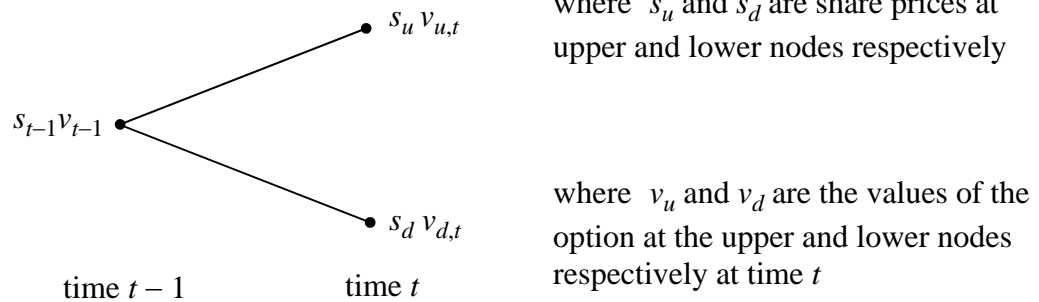 where s_u and s_d are share prices at
upper and lower nodes respectively
s_u v_{u,t}
s_{t–1}v_{t–1}
s_d v_{d,t}
where v_u and v_d are the values of the
option at the upper and lower nodes
respectively at time t
time t – 1
time t